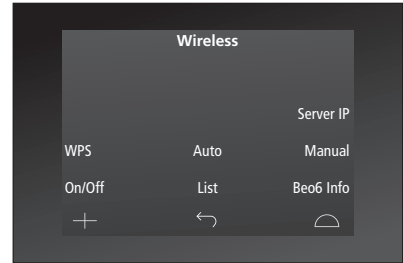 Wireless
Server IP
WPS Auto Manual
On/Off List Beo6 Info